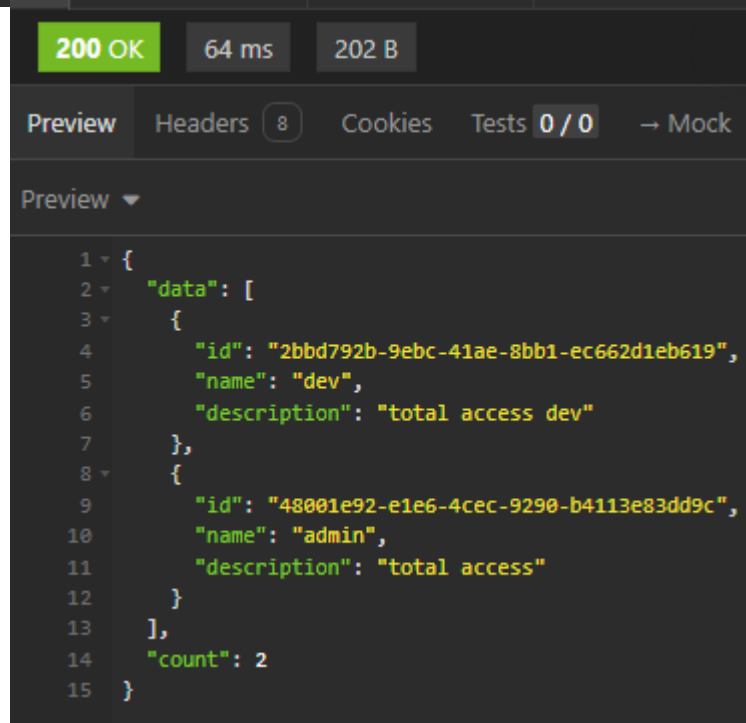 200 OK 64 ms 202 B
Preview Headers 8 Cookies Tests 0 / 0 → Mock
Preview
1 {
2 "data": [
3 {
4 "id": "2bbd792b-9ebc-41ae-8bb1-ec662d1eb619",
5 "name": "dev",
6 "description": "total access dev"
7 },
8 {
9 "id": "48001e92-e1e6-4cec-9290-b4113e83dd9c",
10 "name": "admin",
11 "description": "total access"
12 }
13 ],
14 "count": 2
15 }